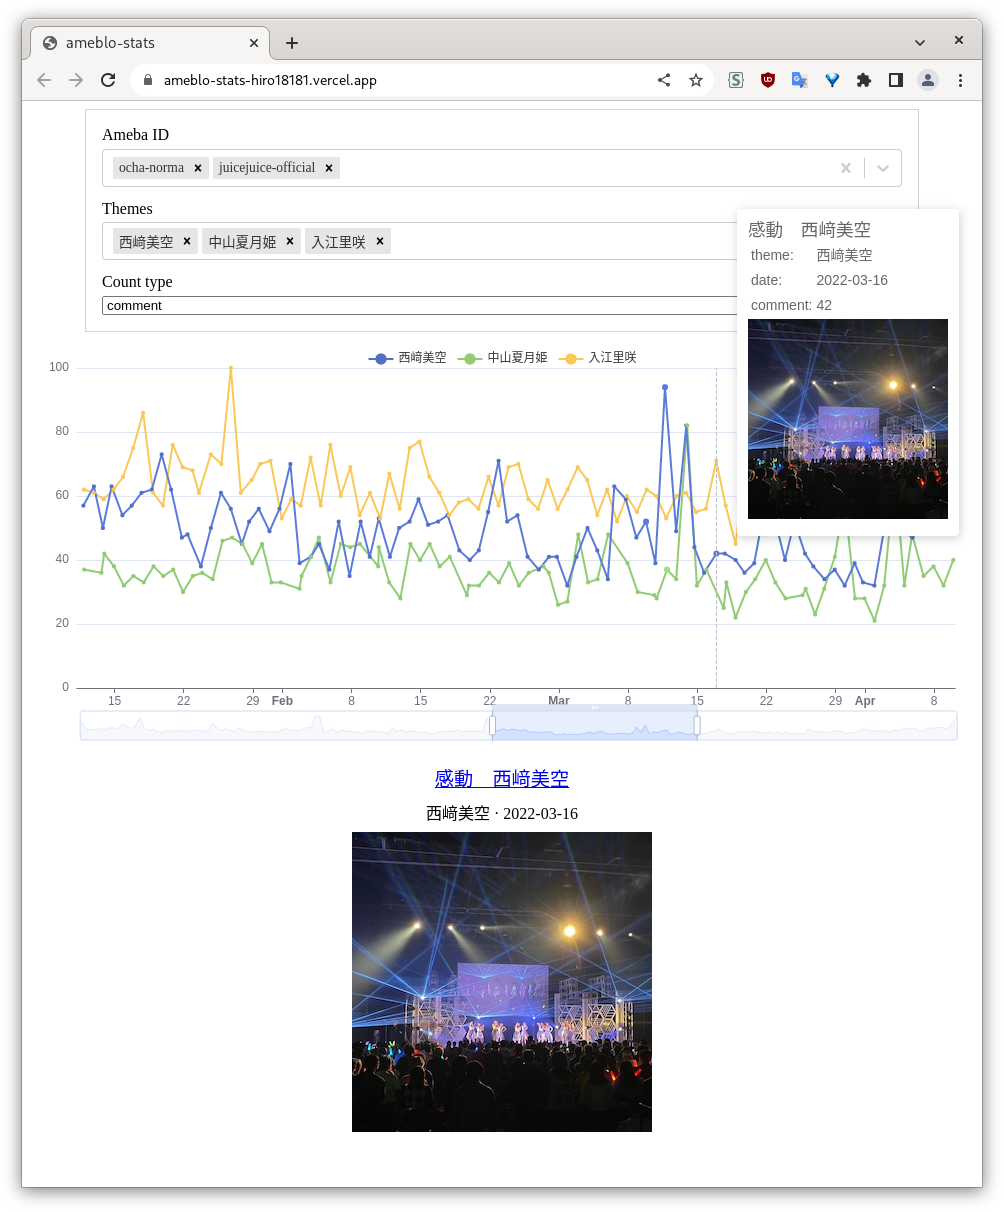 ameblo-stats
ameblo-stats-hiro18181.vercel.app
Ameba ID
ocha-norma juicejuice-official
Themes
西﨑美空 中山夏月姫 入江里咲
Count type
comment
感動　西﨑美空
theme: 西﨑美空
date: 2022-03-16
comment: 42
西﨑美空 中山夏月姫 入江里咲
100
80
60
40
20
0
15 22 29 Feb 8 15 22 Mar 8 15 22 29 Apr 8
感動　西﨑美空
西﨑美空 · 2022-03-16